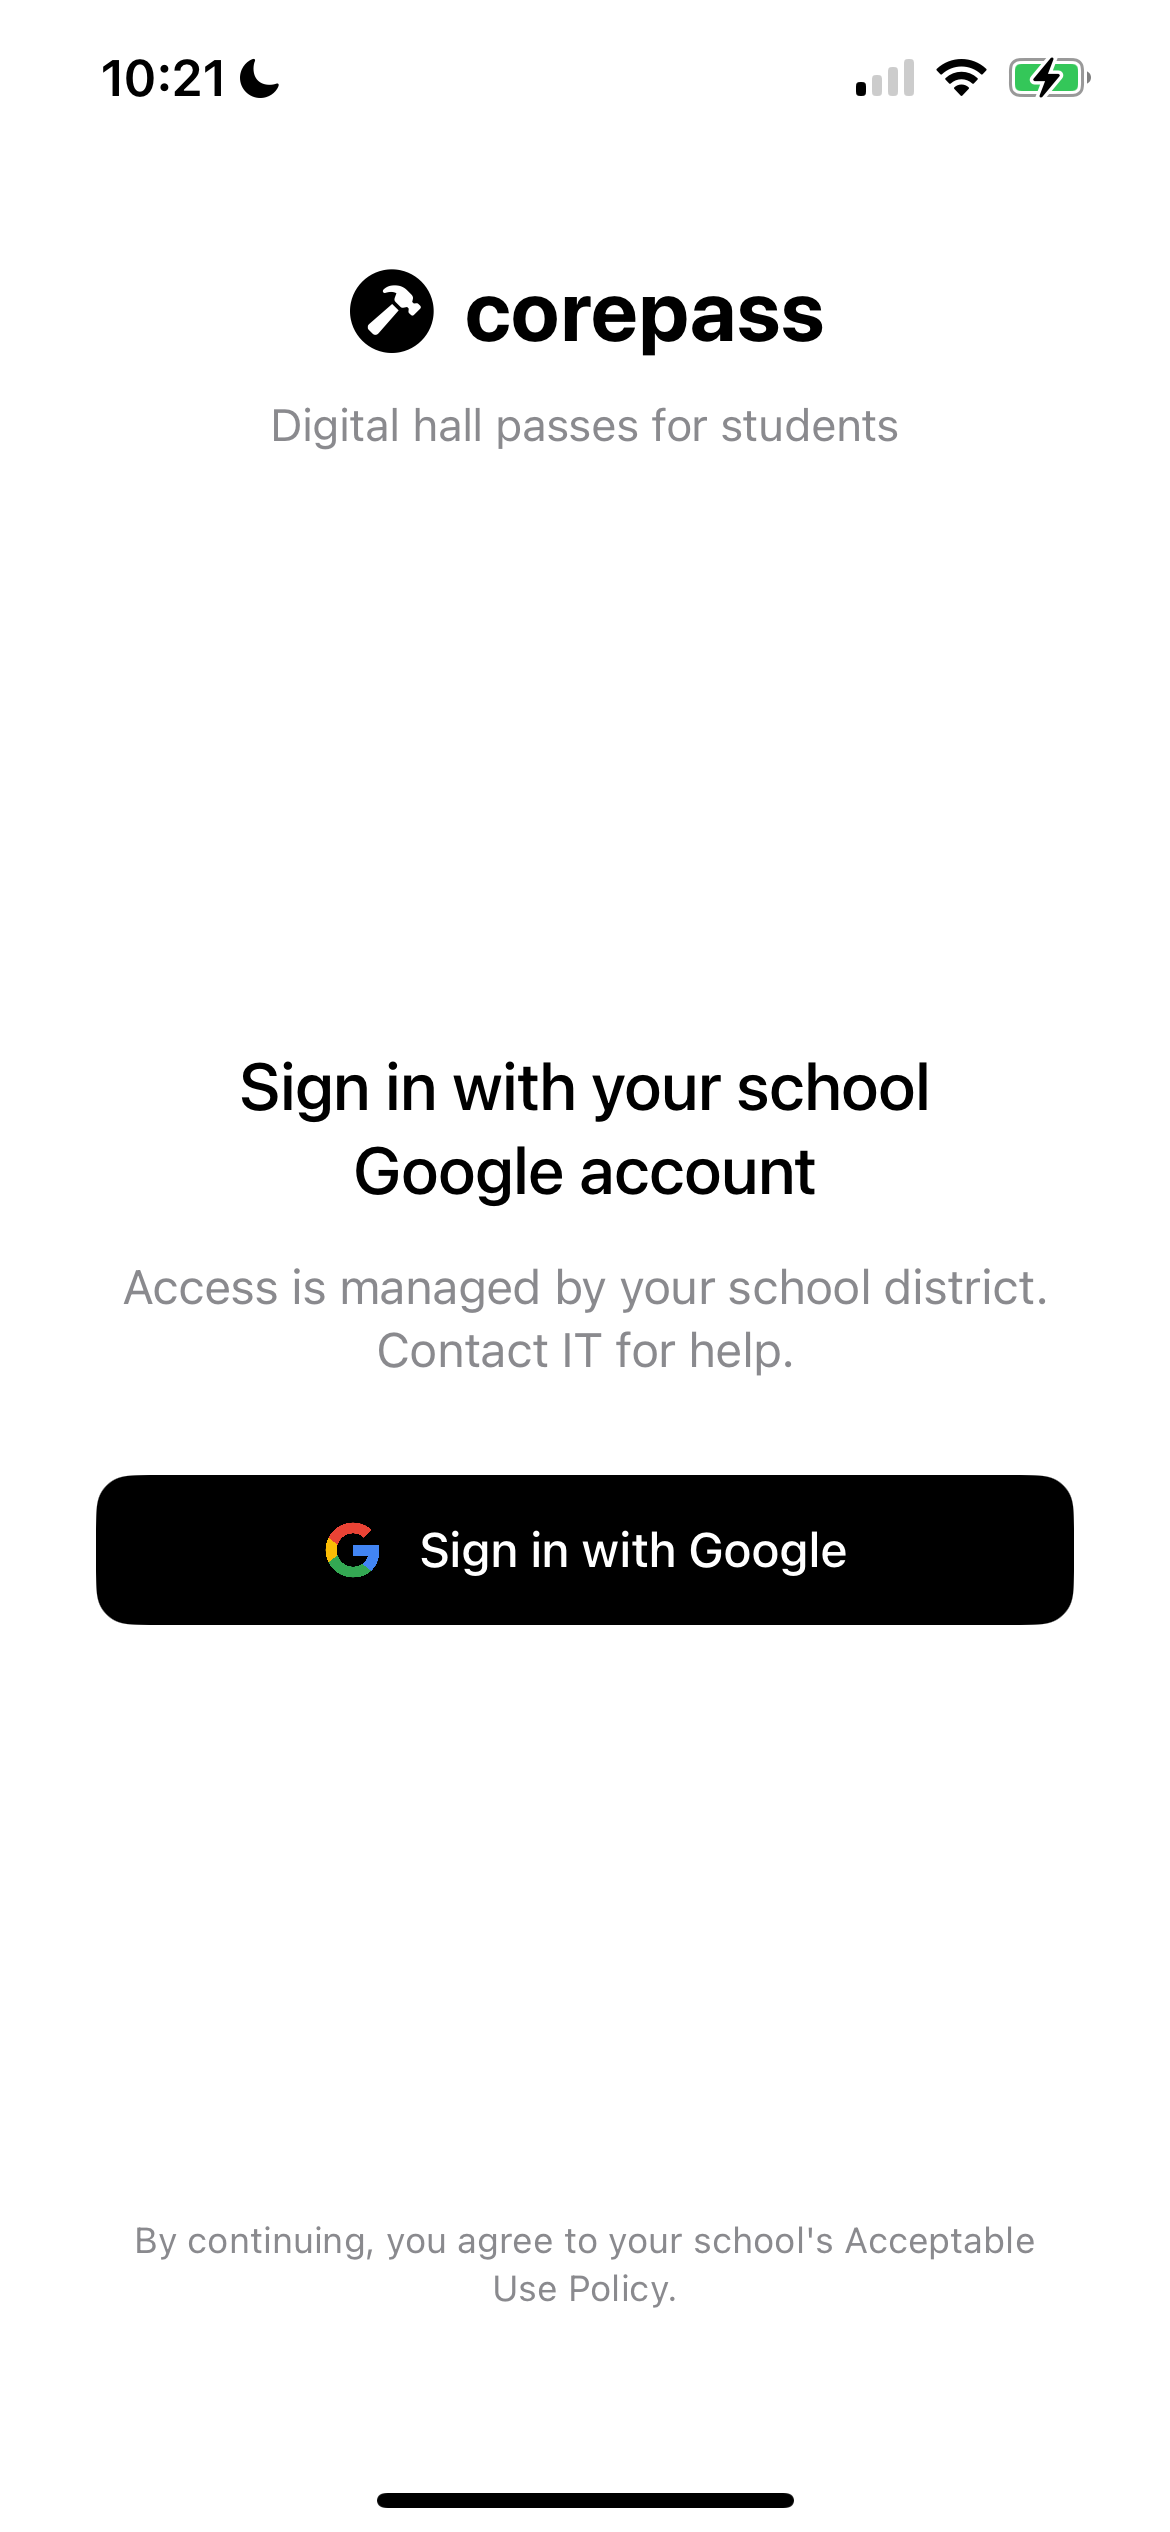 10:21
corepass
Digital hall passes for students
Sign in with your school
Google account
Access is managed by your school district.
Contact IT for help.
Sign in with Google
By continuing, you agree to your school's Acceptable
Use Policy.